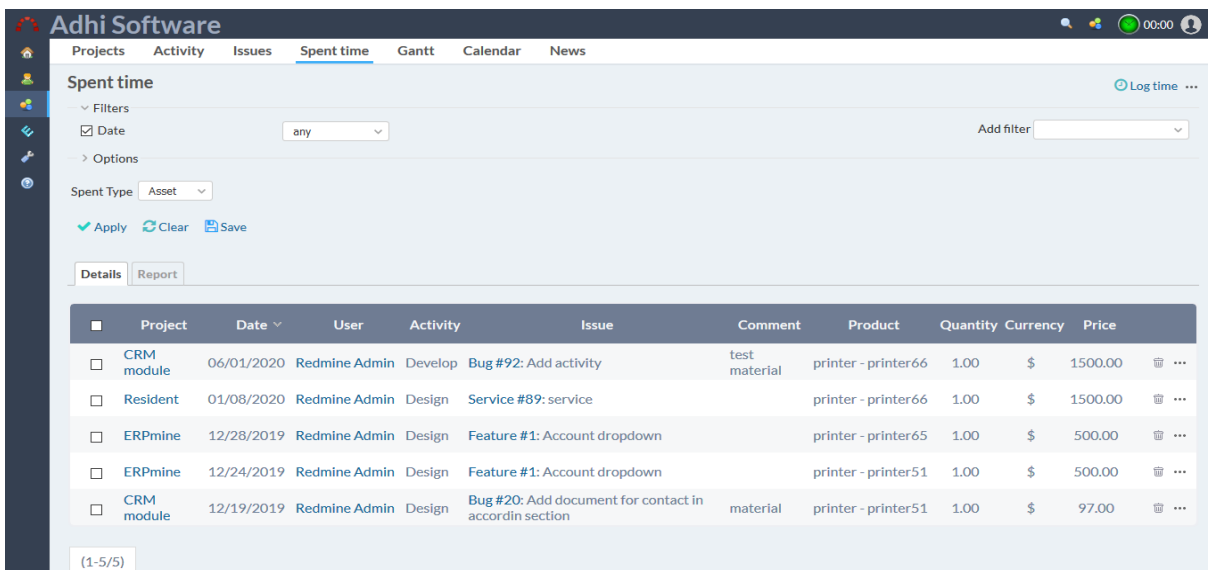 Adhi Software
00:00
Projects Activity Issues Spent time Gantt Calendar News
Spent time
Log time ...
Filters
Date any Add filter
Options
Spent Type Asset
Apply Clear Save
Details Report
Project Date User Activity Issue Comment Product Quantity Currency Price
CRM module 06/01/2020 Redmine Admin Develop Bug #92: Add activity test material printer - printer66 1.00 $ 1500.00
Resident 01/08/2020 Redmine Admin Design Service #89: service printer - printer66 1.00 $ 1500.00
ERPmine 12/28/2019 Redmine Admin Design Feature #1: Account dropdown printer - printer65 1.00 $ 500.00
ERPmine 12/24/2019 Redmine Admin Design Feature #1: Account dropdown printer - printer51 1.00 $ 500.00
CRM module 12/19/2019 Redmine Admin Design Bug #20: Add document for contact in accordin section material printer - printer51 1.00 $ 97.00
(1-5/5)